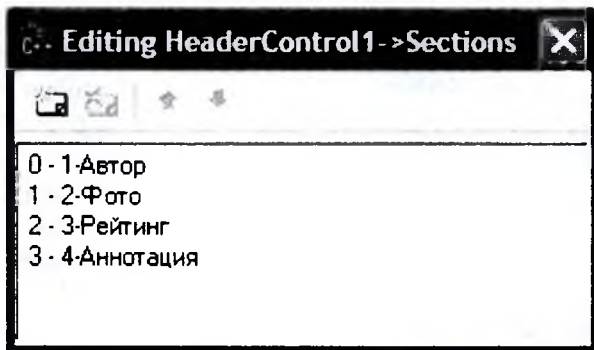 C++ Editing HeaderControl1->Sections
0 - 1-Автор
1 - 2-Фото
2 - 3-Рейтинг
3 - 4-Аннотация